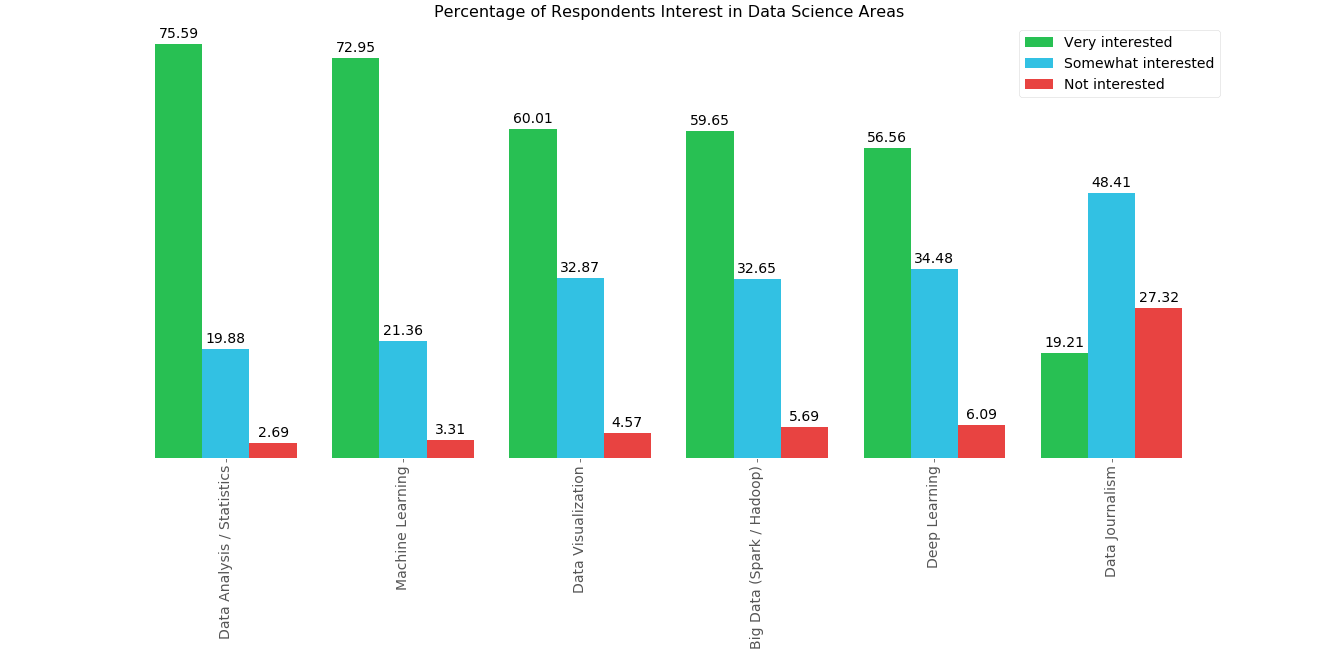 Percentage of Respondents Interest in Data Science Areas
Very interested
Somewhat interested
Not interested
75.59
19.88
2.69
72.95
21.36
3.31
60.01
32.87
4.57
59.65
32.65
5.69
56.56
34.48
6.09
19.21
48.41
27.32
Data Analysis / Statistics
Machine Learning
Data Visualization
Big Data (Spark / Hadoop)
Deep Learning
Data Journalism